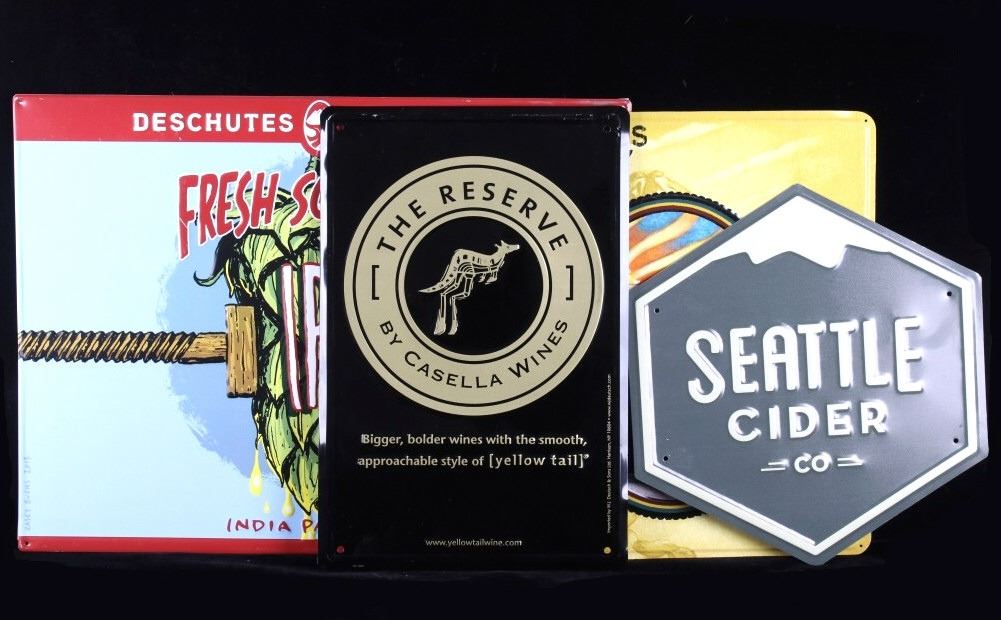 DESCHUTES
FRESH
IP
INDIA PA
THE RESERVE
BY CASELLA WINES
Bigger, bolder wines with the smooth,
approachable style of [yellow tail]®
www.yellowtailwine.com
S
SEATTLE
CIDER
CO